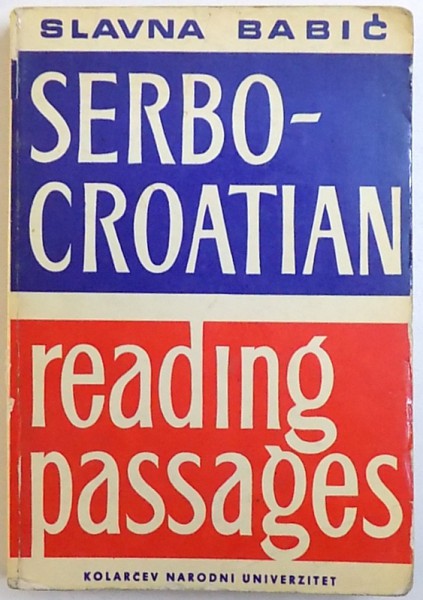 SLAVNA BABIĆ
SERBO-
CROATIAN
reading
passages
KOLARČEV NARODNI UNIVERZITET